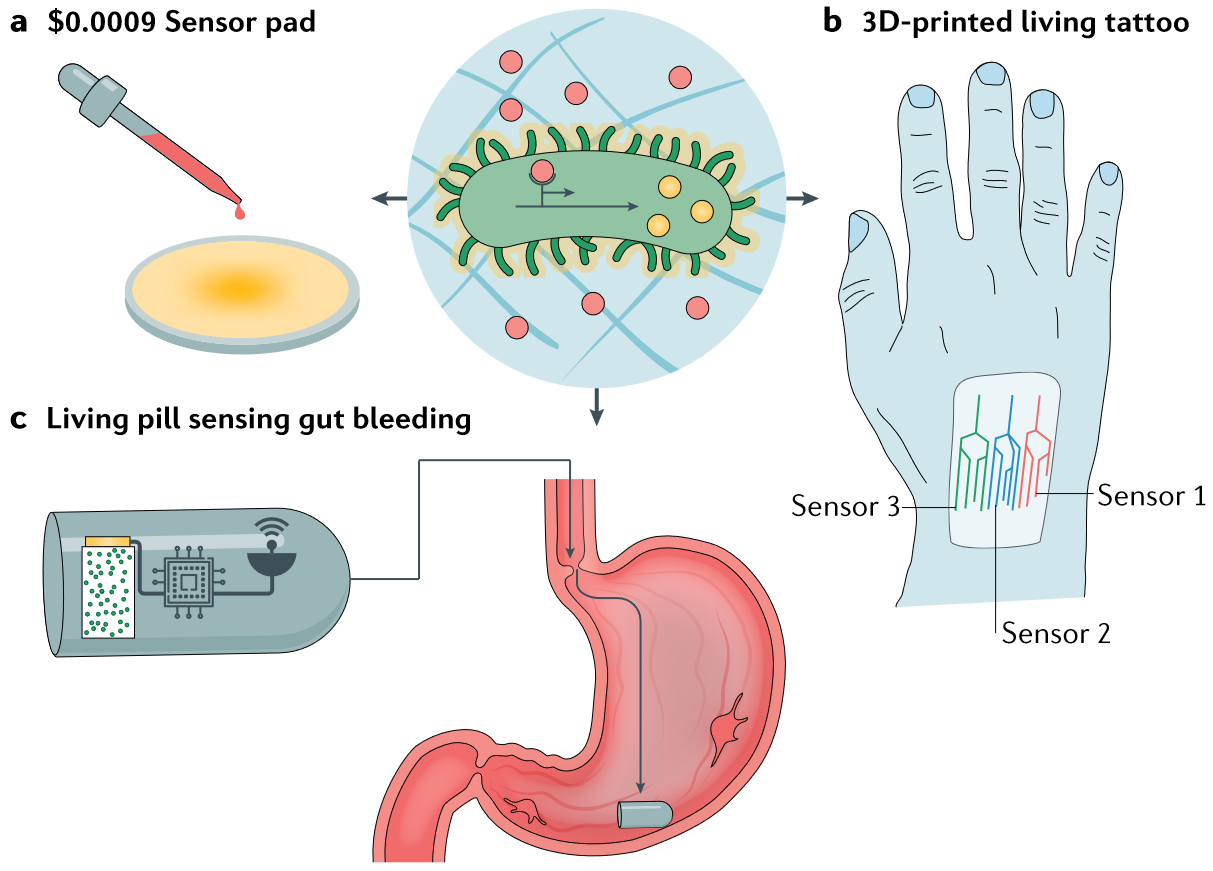 a $0.0009 Sensor pad
b 3D-printed living tattoo
c Living pill sensing gut bleeding
Sensor 3
Sensor 1
Sensor 2